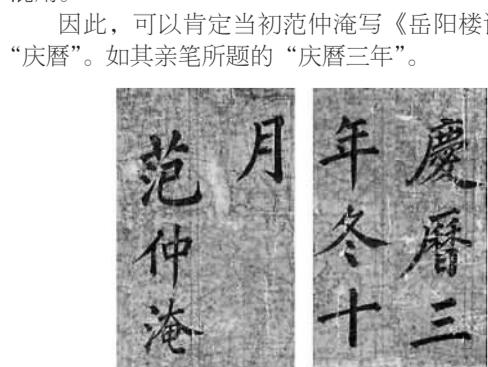 因此，可以肯定当初范仲淹写《岳阳楼
“庆曆”。如其亲笔所题的“庆曆三年”。
慶曆三
年冬十
月
范仲淹